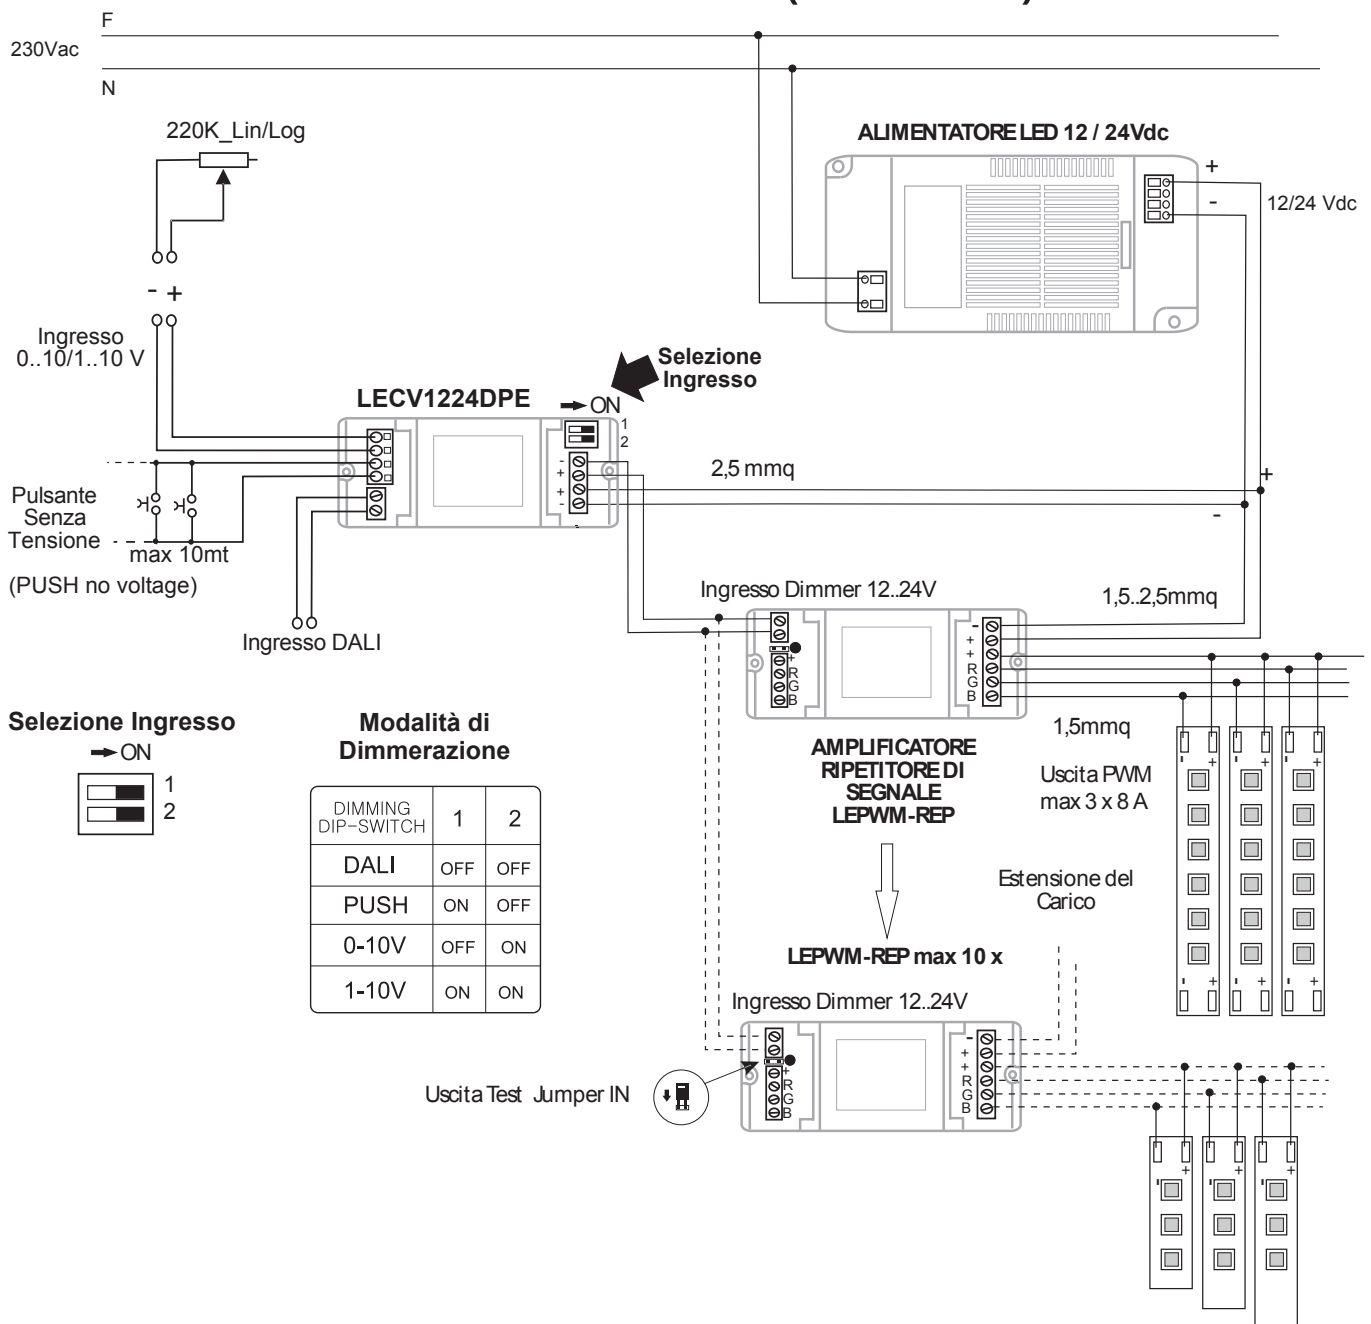 F
230Vac
N
220K_Lin/Log
ALIMENTATORE LED 12 / 24Vdc
+
-
12/24 Vdc
- +
Ingresso
0..10/1..10 V
Selezione
Ingresso
LECV1224DPE
ON
1
2
-
+
+
-
2,5 mmq
+
-
Pulsante
Senza
Tensione
max 10mt
(PUSH no voltage)
Ingresso DALI
Ingresso Dimmer 12..24V
1,5..2,5mmq
+
R
G
B
-
+
+
R
G
B
1,5mmq
Uscita PWM
max 3 x 8 A
- +
- +
- +
- +
- +
- +
AMPLIFICATORE
RIPETITORE DI
SEGNALE
LEPWM-REP
Selezione Ingresso
ON
1
2
Modalità di
Dimmerazione
DIMMING
DIP-SWITCH 1 2
DALI OFF OFF
PUSH ON OFF
0-10V OFF ON
1-10V ON ON
Estensione del
Carico
LEPWM-REP max 10 x
Ingresso Dimmer 12..24V
+
R
G
B
-
+
+
R
G
B
Uscita Test Jumper IN
- +
- +
- +